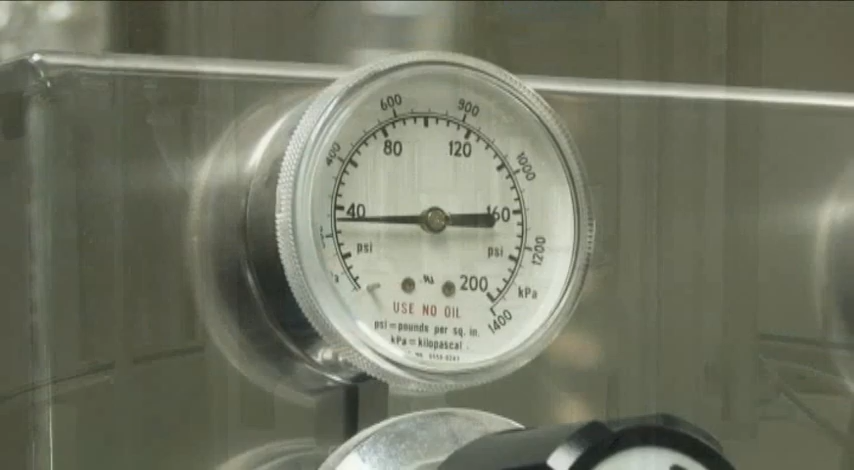 600
900
400
80
120
1000
40
160
psi
psi
1200
200
kPa
USE NO OIL
1400
psi=pounds per sq. in.
kPa=kilopascal